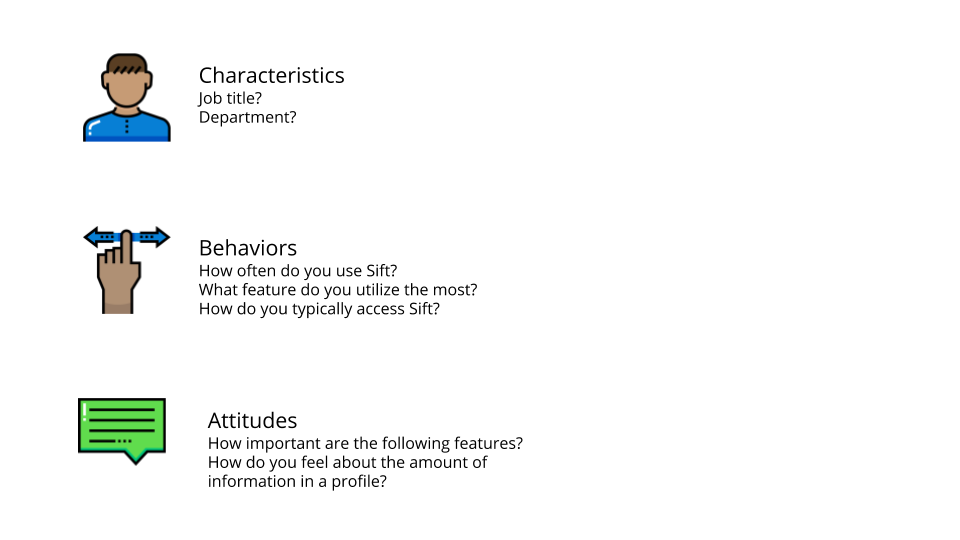 Characteristics
Job title?
Department?
Behaviors
How often do you use Sift?
What feature do you utilize the most?
How do you typically access Sift?
Attitudes
How important are the following features?
How do you feel about the amount of
information in a profile?